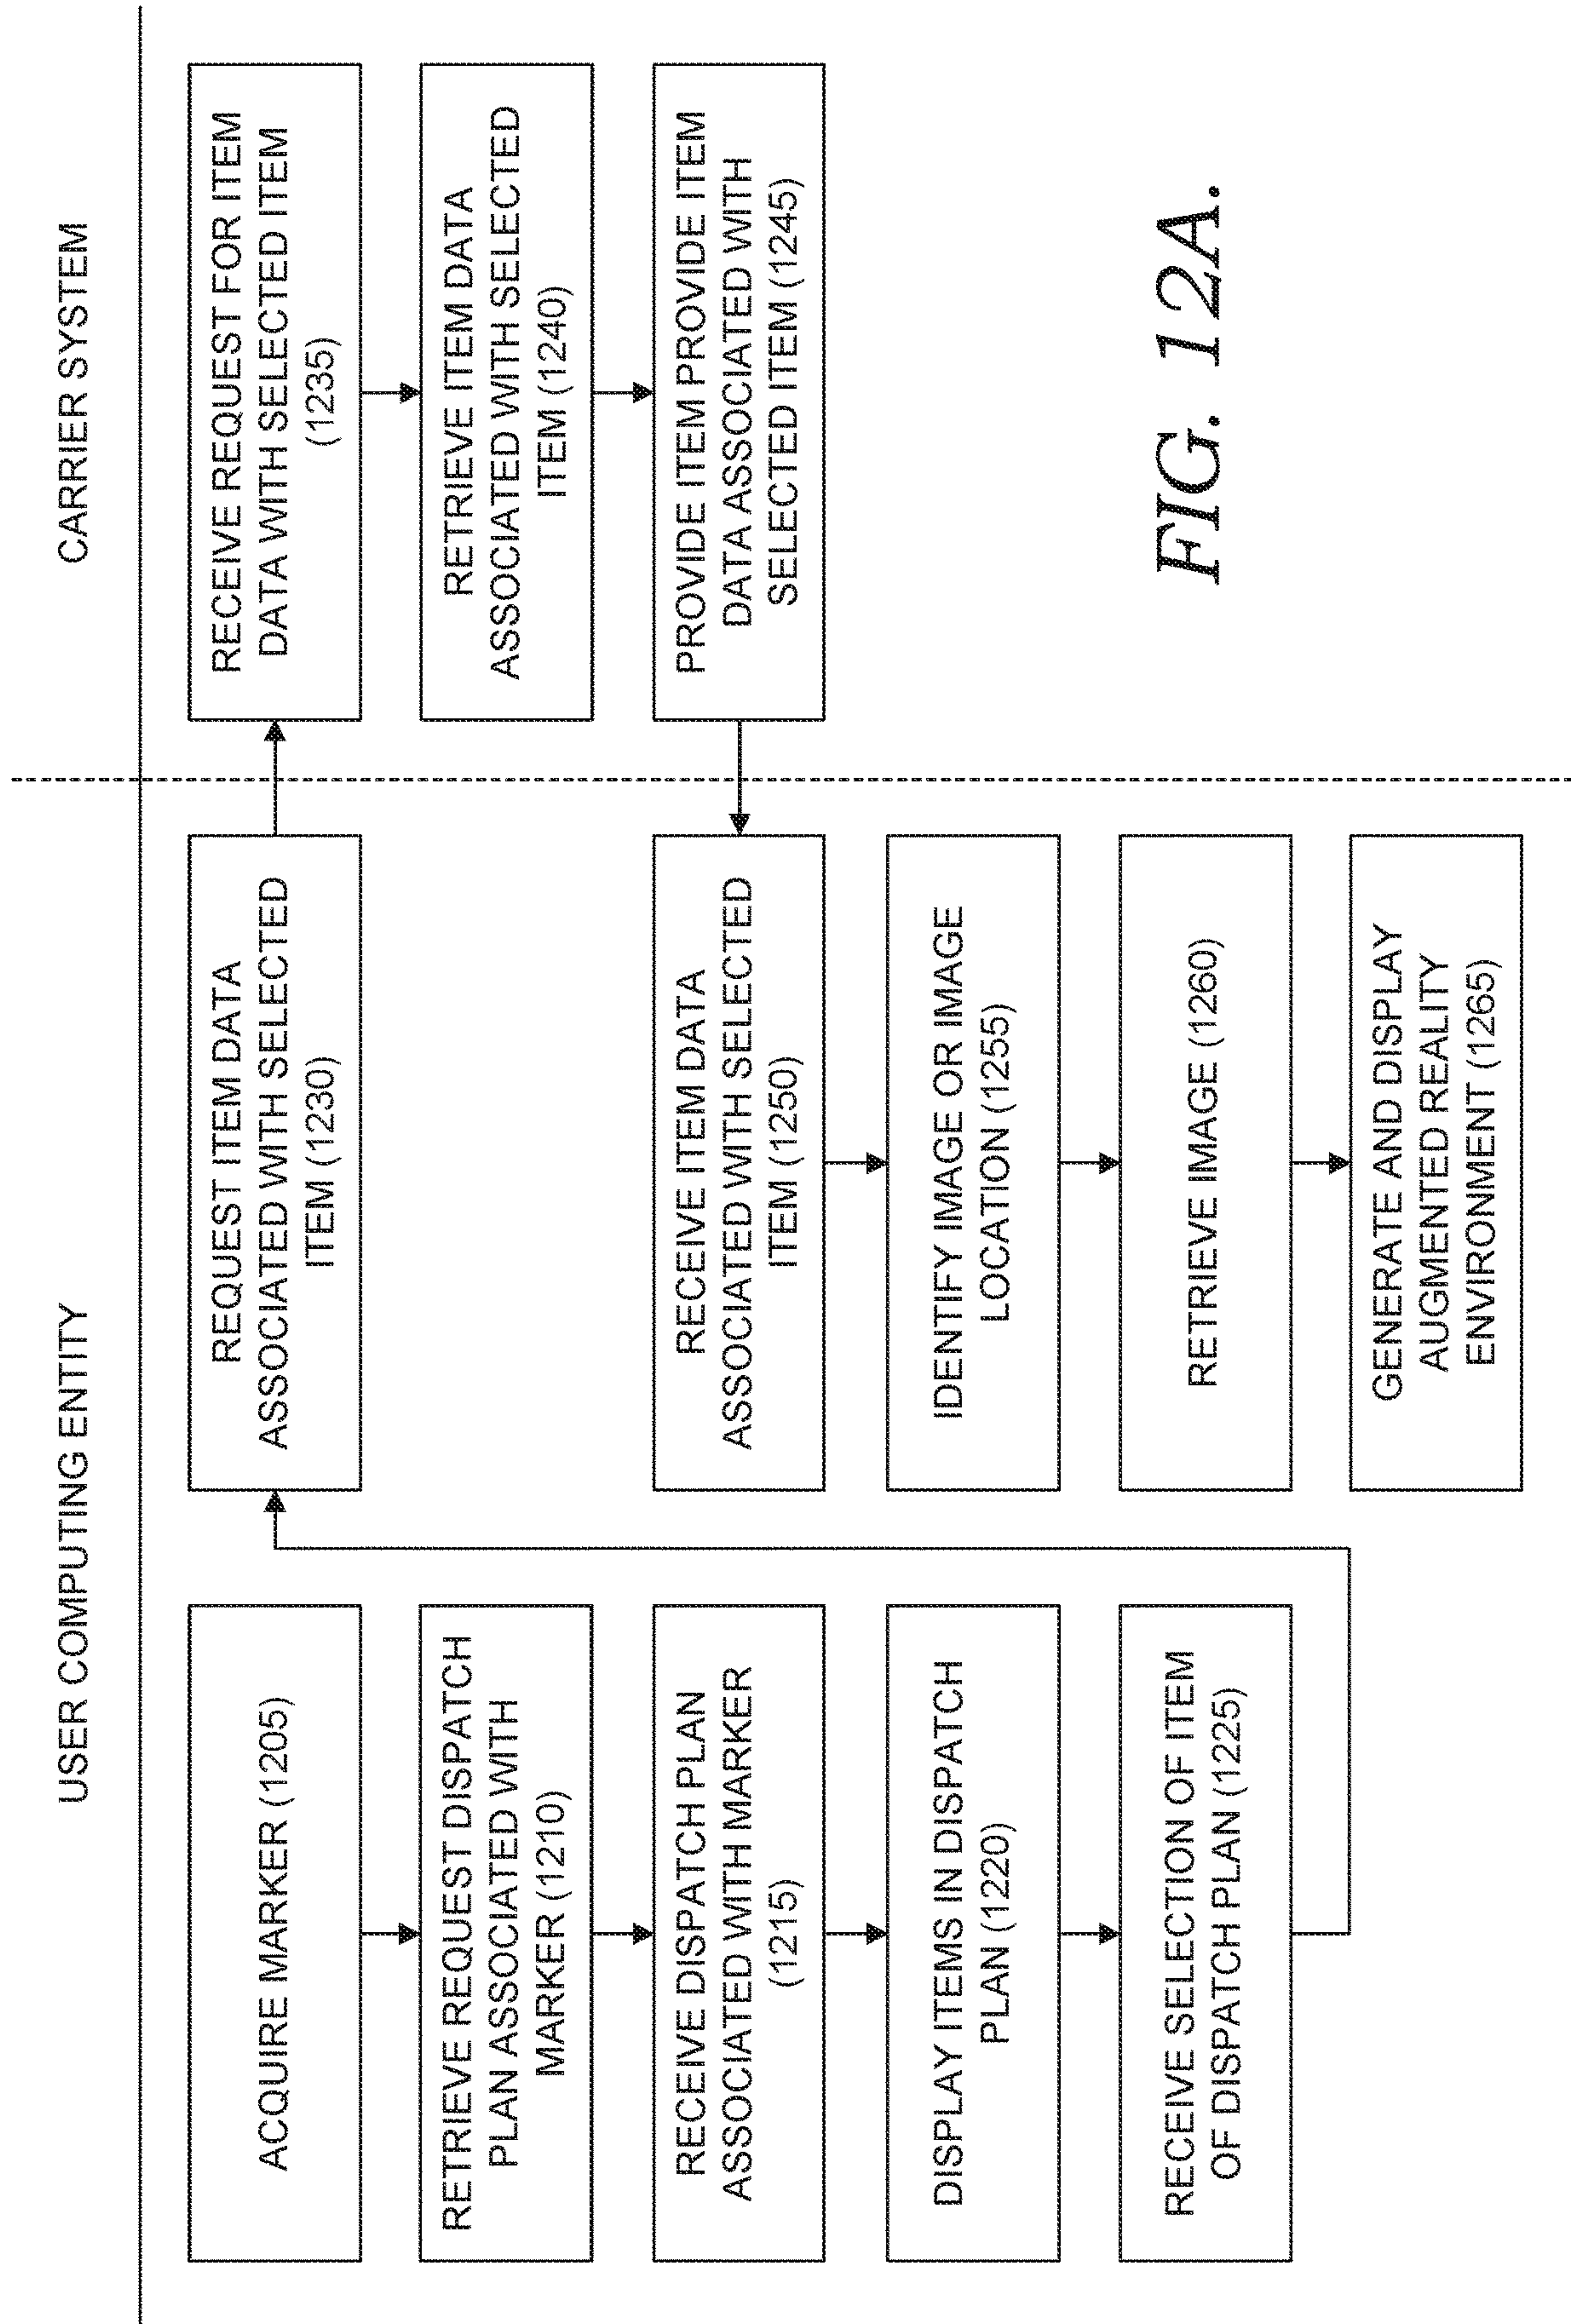 USER COMPUTING ENTITY
CARRIER SYSTEM
ACQUIRE MARKER (1205)
RETRIEVE REQUEST DISPATCH
PLAN ASSOCIATED WITH
MARKER (1210)
RECEIVE DISPATCH PLAN
ASSOCIATED WITH MARKER
(1215)
DISPLAY ITEMS IN DISPATCH
PLAN (1220)
RECEIVE SELECTION OF ITEM
OF DISPATCH PLAN (1225)
REQUEST ITEM DATA
ASSOCIATED WITH SELECTED
ITEM (1230)
RECEIVE REQUEST FOR ITEM
DATA WITH SELECTED ITEM
(1235)
RETRIEVE ITEM DATA
ASSOCIATED WITH SELECTED
ITEM (1240)
PROVIDE ITEM PROVIDE ITEM
DATA ASSOCIATED WITH
SELECTED ITEM (1245)
RECEIVE ITEM DATA
ASSOCIATED WITH SELECTED
ITEM (1250)
IDENTIFY IMAGE OR IMAGE
LOCATION (1255)
RETRIEVE IMAGE (1260)
GENERATE AND DISPLAY
AUGMENTED REALITY
ENVIRONMENT (1265)
FIG. 12A.